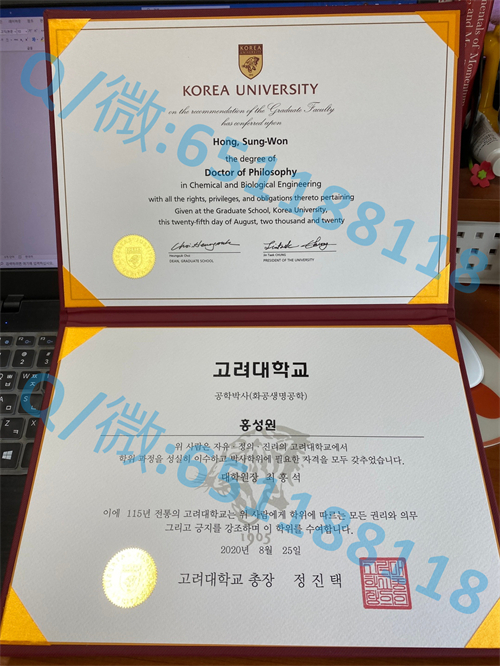 KOREA
KOREA UNIVERSITY
on the recommendation of the Graduate Faculty
has conferred upon
Hong, Sung-Won
the degree of
Doctor of Philosophy
in Chemical and Biological Engineering
with all the rights, privileges, and obligations thereto pertaining
Given at the Graduate School, Korea University,
this twenty-fifth day of August, two thousand and twenty
DEAN, GRADUATE SCHOOL
PRESIDENT OF THE UNIVERSITY
Q/微:651188118
고려대학교
공학박사(화공생명공학)
홍성원
위 사람은 자유·정의·진리의 고려대학교에서
학위 과정을 성실히 이수하고 박사학위에 필요한 자격을 모두 갖추었습니다.
대학원장 최흥석
이에 115년 전통의 고려대학교는 위 사람에게 학위에 따르는 모든 권리와 의무
그리고 긍지를 강조하며 이 학위를 수여합니다.
1905
2020년 8월 25일
고려대학교 총장 정진택
Q/微:651188118